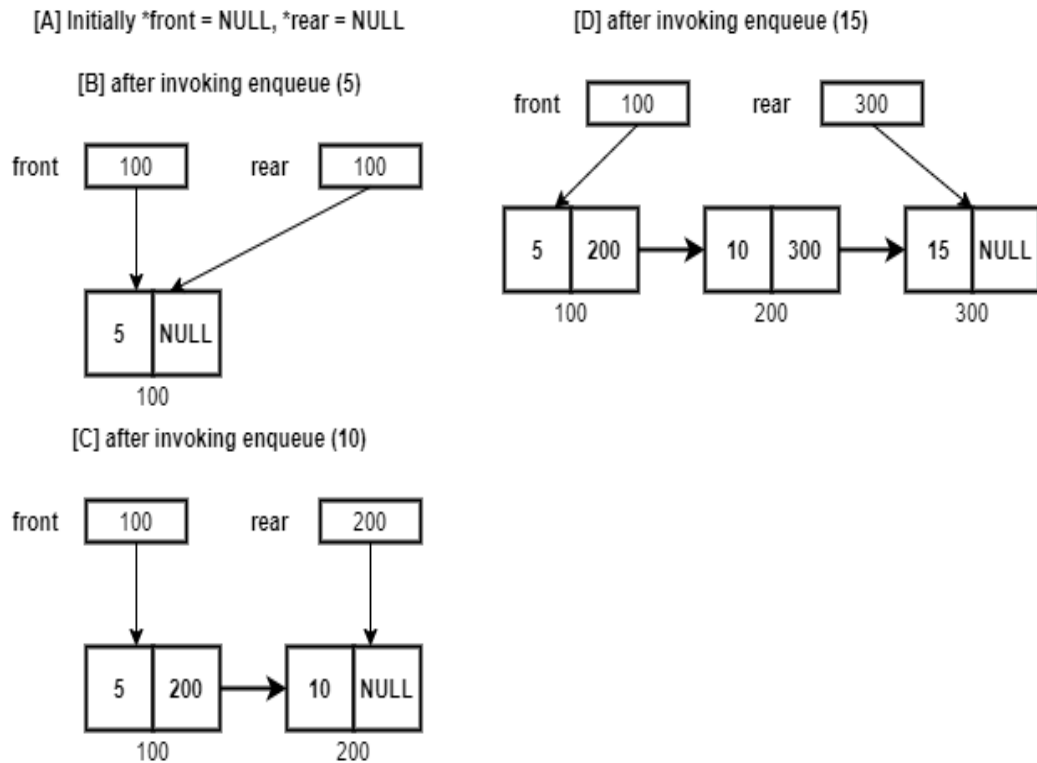 [A] Initially *front = NULL, *rear = NULL
[B] after invoking enqueue (5)
front 100 rear 100
5 NULL
100
[C] after invoking enqueue (10)
front 100 rear 200
5 200 10 NULL
100 200
[D] after invoking enqueue (15)
front 100 rear 300
5 200 10 300 15 NULL
100 200 300